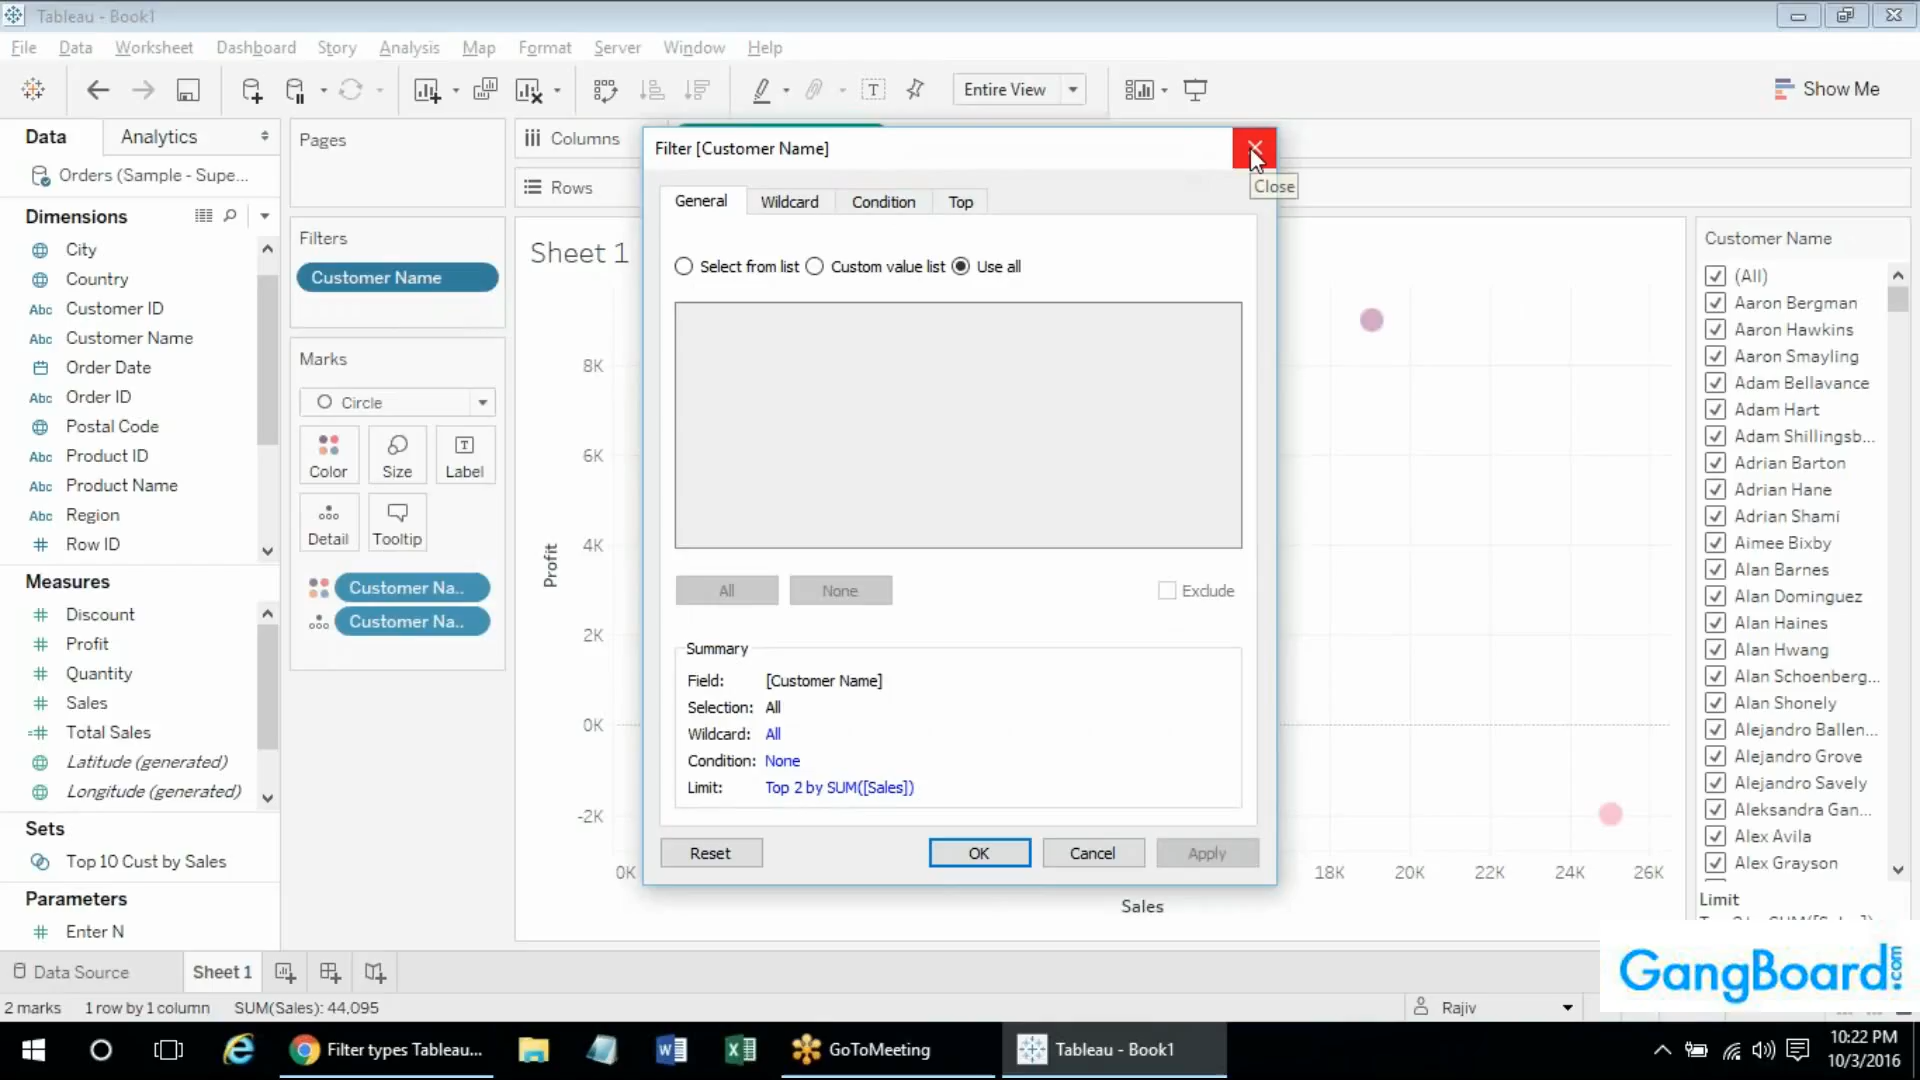 Tableau - Book1
File Data Worksheet Dashboard Story Analysis Map Format Server Window Help
Entire View
Show Me
Data Analytics
Orders (Sample - Supe...
Dimensions
City
Country
Abc Customer ID
Abc Customer Name
Order Date
Abc Order ID
Postal Code
Abc Product ID
Abc Product Name
Abc Region
# Row ID
Measures
# Discount
# Profit
# Quantity
# Sales
=# Total Sales
Latitude (generated)
Longitude (generated)
Sets
Top 10 Cust by Sales
Parameters
# Enter N
Pages
Filters
Customer Name
Marks
Circle
Color Size Label
Detail Tooltip
Customer Na..
Customer Na..
Columns
Rows
Sheet 1
Profit
8K
6K
4K
2K
0K
-2K
0K 18K 20K 22K 24K 26K
Sales
Filter [Customer Name]
Close
General Wildcard Condition Top
Select from list Custom value list Use all
All None Exclude
Summary
Field: [Customer Name]
Selection: All
Wildcard: All
Condition: None
Limit: Top 2 by SUM([Sales])
Reset OK Cancel Apply
Customer Name
(All)
Aaron Bergman
Aaron Hawkins
Aaron Smayling
Adam Bellavance
Adam Hart
Adam Shillingsb...
Adrian Barton
Adrian Hane
Adrian Shami
Aimee Bixby
Alan Barnes
Alan Dominguez
Alan Haines
Alan Hwang
Alan Schoenberg...
Alan Shonely
Alejandro Ballen...
Alejandro Grove
Alejandro Savely
Aleksandra Gan...
Alex Avila
Alex Grayson
Limit
GangBoard.com
Data Source Sheet 1
2 marks 1 row by 1 column SUM(Sales): 44,095
Rajiv
Filter types Tableau...
GoToMeeting
Tableau - Book1
10:22 PM
10/3/2016